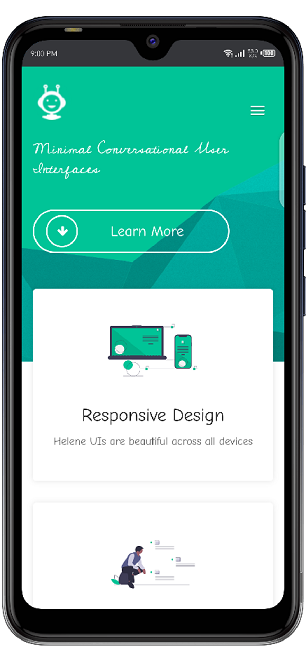 9:00 PM
Minimal Conversational User
Interfaces
Learn More
Responsive Design
Helene UIs are beautiful across all devices